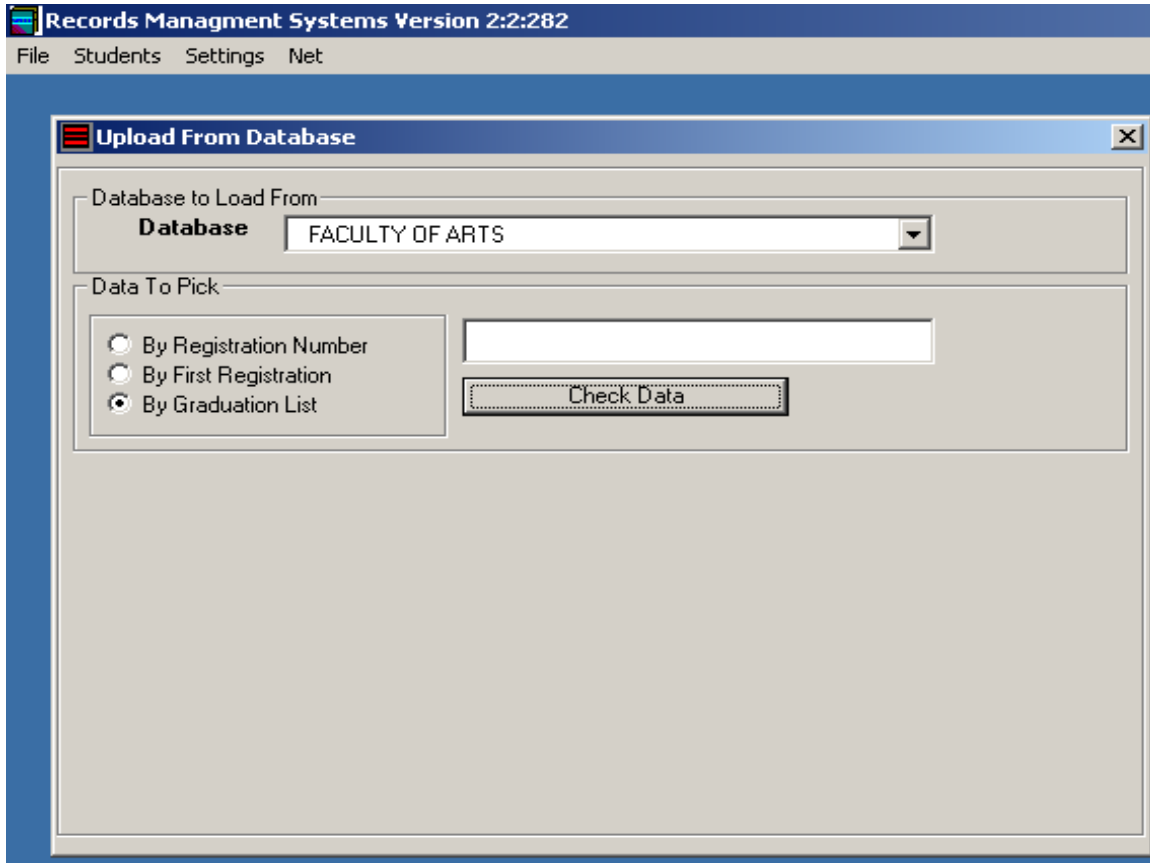 Records Managment Systems Version 2:2:282
File Students Settings Net
Upload From Database
Database to Load From
Database FACULTY OF ARTS
Data To Pick
By Registration Number
By First Registration
By Graduation List
Check Data